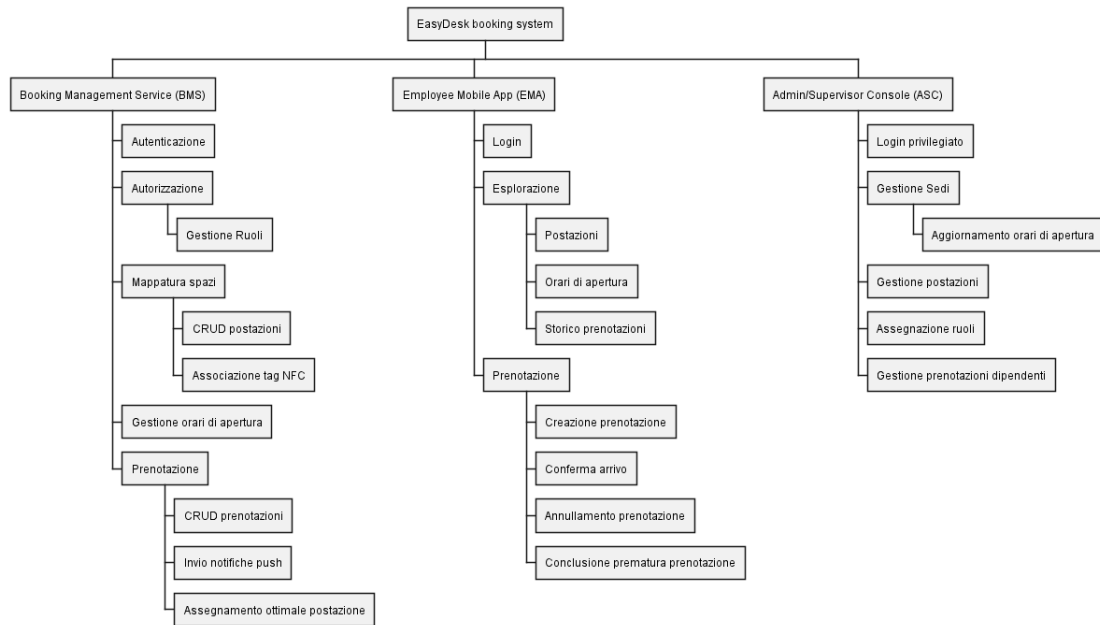 EasyDesk booking system
Booking Management Service (BMS)
Autenticazione
Autorizzazione
Gestione Ruoli
Mappatura spazi
CRUD postazioni
Associazione tag NFC
Gestione orari di apertura
Prenotazione
CRUD prenotazioni
Invio notifiche push
Assegnamento ottimale postazione
Employee Mobile App (EMA)
Login
Esplorazione
Postazioni
Orari di apertura
Storico prenotazioni
Prenotazione
Creazione prenotazione
Conferma arrivo
Annullamento prenotazione
Conclusione prematura prenotazione
Admin/Supervisor Console (ASC)
Login privilegiato
Gestione Sedi
Aggiornamento orari di apertura
Gestione postazioni
Assegnazione ruoli
Gestione prenotazioni dipendenti